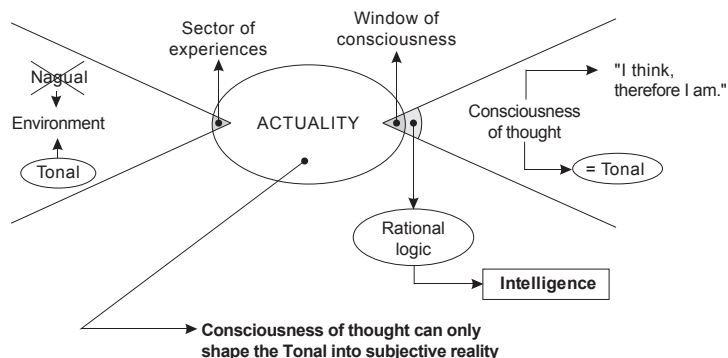 Sector of
experiences
Window of
consciousness
Nagual
Environment
Tonal
ACTUALITY
"I think,
therefore I am."
Consciousness
of thought
= Tonal
Rational
logic
Intelligence
Consciousness of thought can only
shape the Tonal into subjective reality